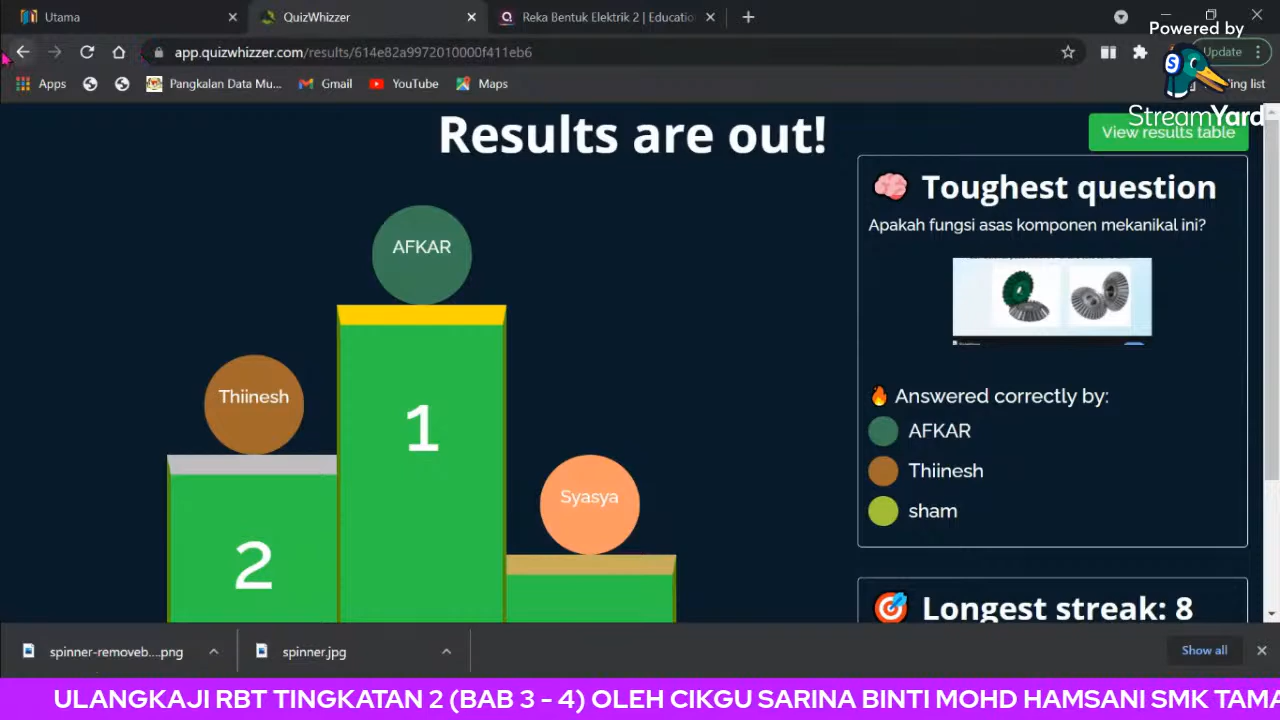 Utama
QuizWhizzer
Reka Bentuk Elektrik 2 | Educatio
Powered by
app.quizwhizzer.com/results/614e82a9972010000f411eb6
Update
Apps
Pangkalan Data Mu...
Gmail
YouTube
Maps
ing list
StreamYard
Results are out!
View results table
Toughest question
Apakah fungsi asas komponen mekanikal ini?
AFKAR
Thiinesh
Syasya
1
2
Answered correctly by:
AFKAR
Thiinesh
sham
Longest streak: 8
spinner-removeb....png
spinner.jpg
Show all
ULANGKAJI RBT TINGKATAN 2 (BAB 3 - 4) OLEH CIKGU SARINA BINTI MOHD HAMSANI SMK TAMA